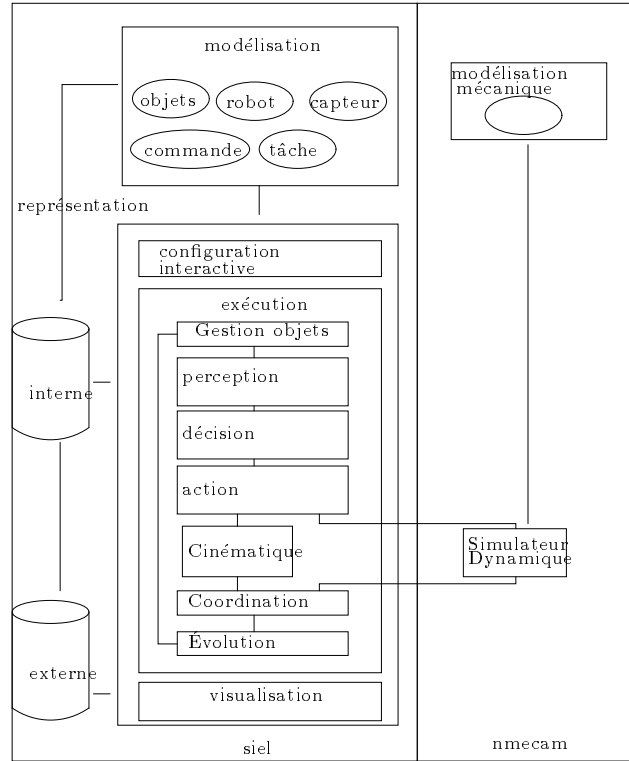 modélisation
objets
robot
capteur
commande
tâche
modélisation
mécanique
représentation
configuration
interactive
exécution
Gestion objets
perception
interne
décision
action
Cinématique
Simulateur
Dynamique
Coordination
Évolution
externe
visualisation
siel
nmecam